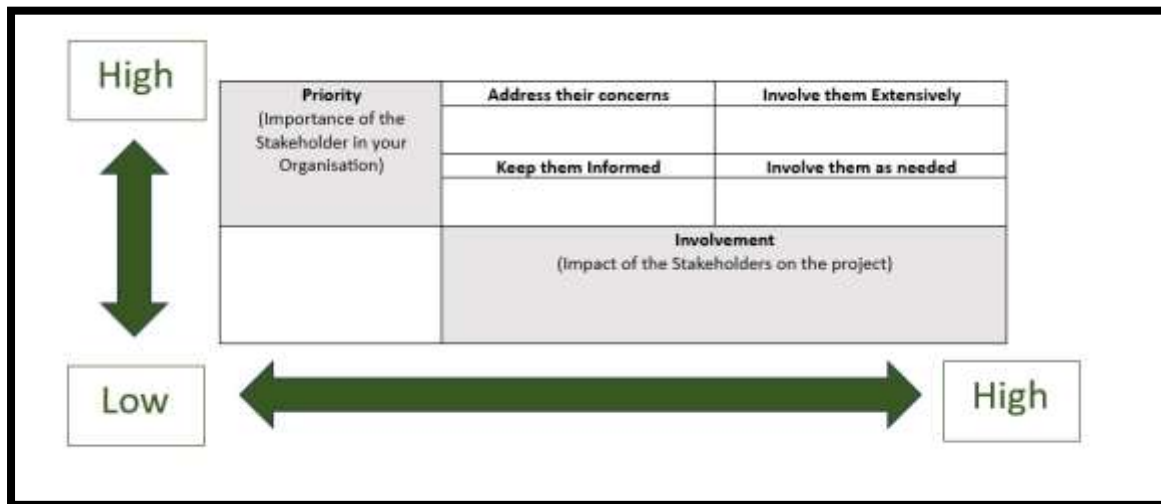 High
Priority
(Importance of the
Stakeholder in your
Organisation)
Address their concerns
Involve them Extensively
Keep them Informed
Involve them as needed
Involvement
(Impact of the Stakeholders on the project)
Low
High